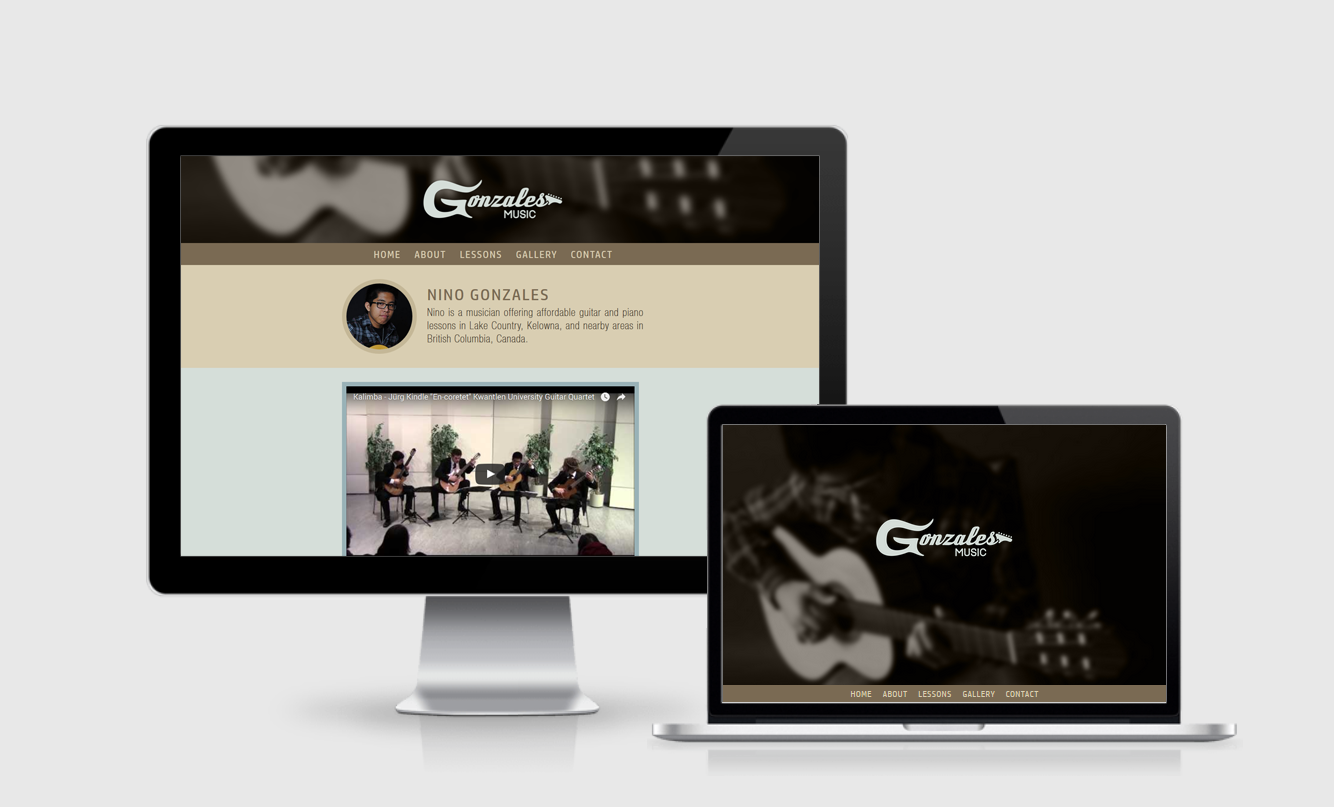 Gonzales
MUSIC
HOME ABOUT LESSONS GALLERY CONTACT
NINO GONZALES
Nino is a musician offering affordable guitar and piano
lessons in Lake Country, Kelowna, and nearby areas in
British Columbia, Canada.
Kalimba - Jürg Kindle "En-coretet" Kwantlen University Guitar Quartet
Gonzales
MUSIC
HOME ABOUT LESSONS GALLERY CONTACT